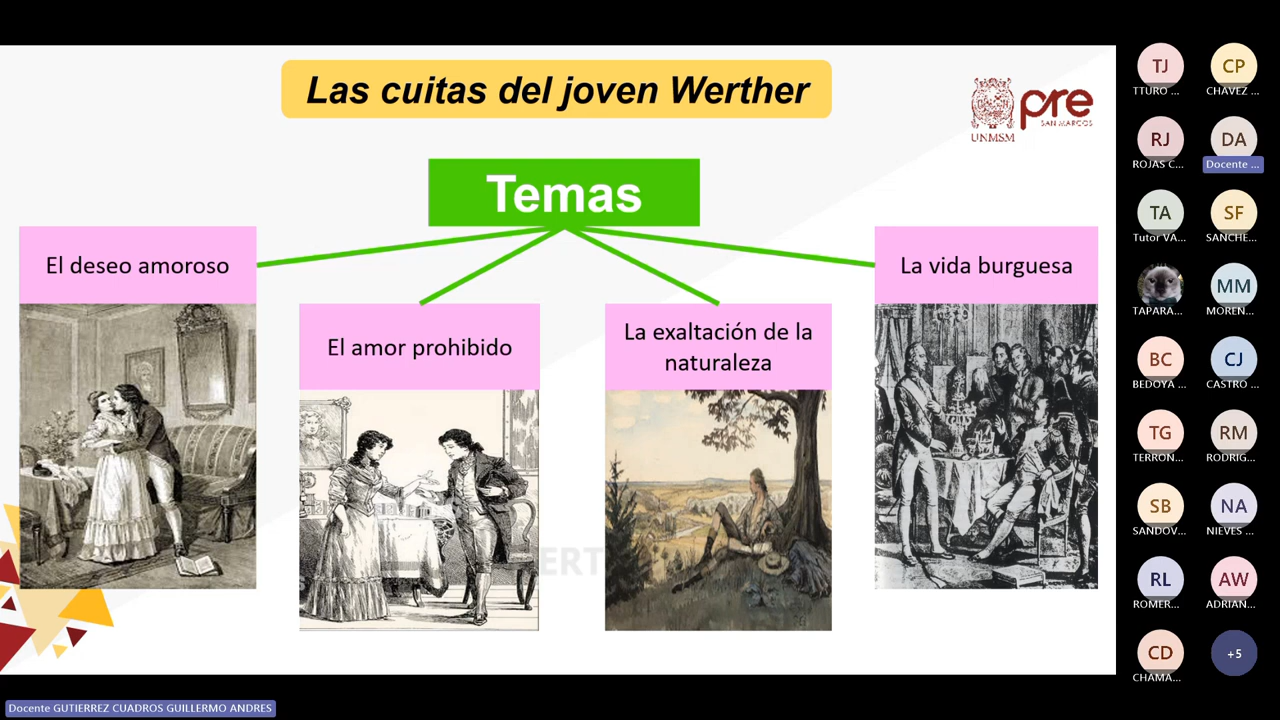 Las cuitas del joven Werther
UNMSM
pre
SAN MARCOS
Temas
El deseo amoroso
El amor prohibido
La exaltación de la
naturaleza
La vida burguesa
TJ
TTURO ...
CP
CHAVEZ ...
RJ
ROJAS C...
DA
Docente ...
TA
Tutor VA...
SF
SANCHE...
TAPARA...
MM
MOREN...
BC
BEDOYA ...
CJ
CASTRO ...
TG
TERRON...
RM
RODRIG...
SB
SANDOV...
NA
NIEVES ...
RL
ROMER...
AW
ADRIAN...
CD
CHAMA...
+5
Docente GUTIERREZ CUADROS GUILLERMO ANDRES